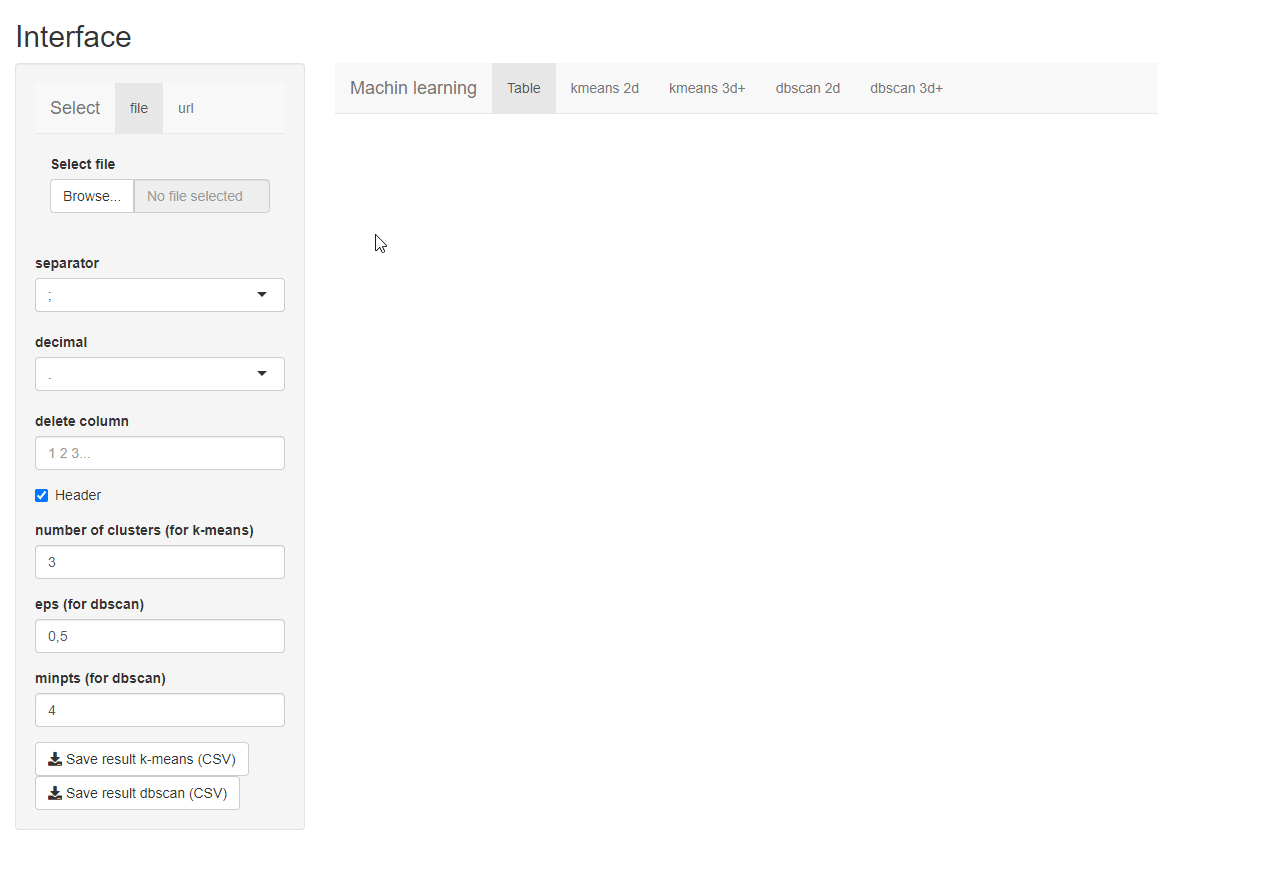 Interface
Select file url
Select file
Browse... No file selected
separator
;
decimal
.
delete column
1 2 3...
Header
number of clusters (for k-means)
3
eps (for dbscan)
0,5
minpts (for dbscan)
4
Save result k-means (CSV)
Save result dbscan (CSV)
Machin learning Table kmeans 2d kmeans 3d+ dbscan 2d dbscan 3d+